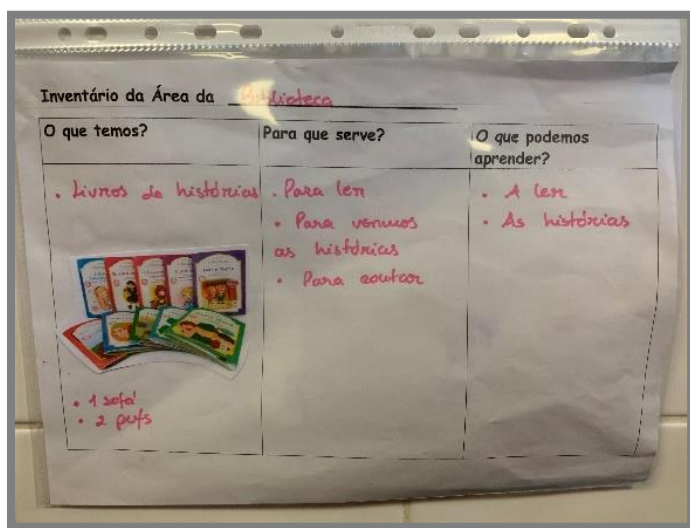 Inventário da Área da Biblioteca
O que temos?
Para que serve?
O que podemos
aprender?
. Livros de histórias
• 1 sofá
• 2 pufs
. Para ler
• Para vermos
as histórias
• Para contar
• A ler
• As histórias